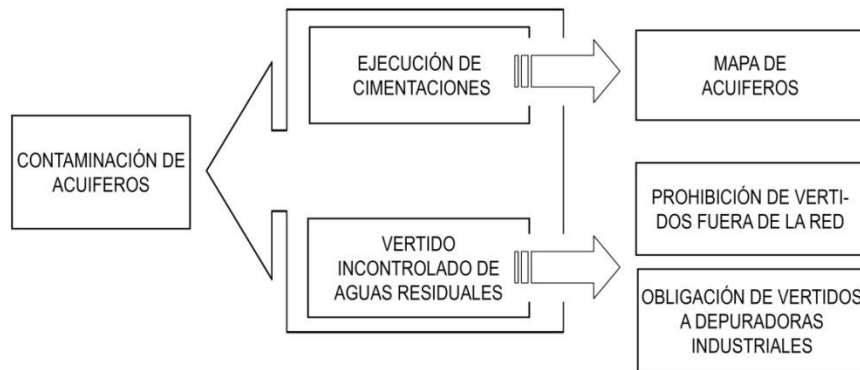 CONTAMINACIÓN DE
ACUIFEROS
EJECUCIÓN DE
CIMENTACIONES
MAPA DE
ACUIFEROS
VERTIDO
INCONTROLADO DE
AGUAS RESIDUALES
PROHIBICIÓN DE VERTI-
DOS FUERA DE LA RED
OBLIGACIÓN DE VERTIDOS
A DEPURADORAS
INDUSTRIALES